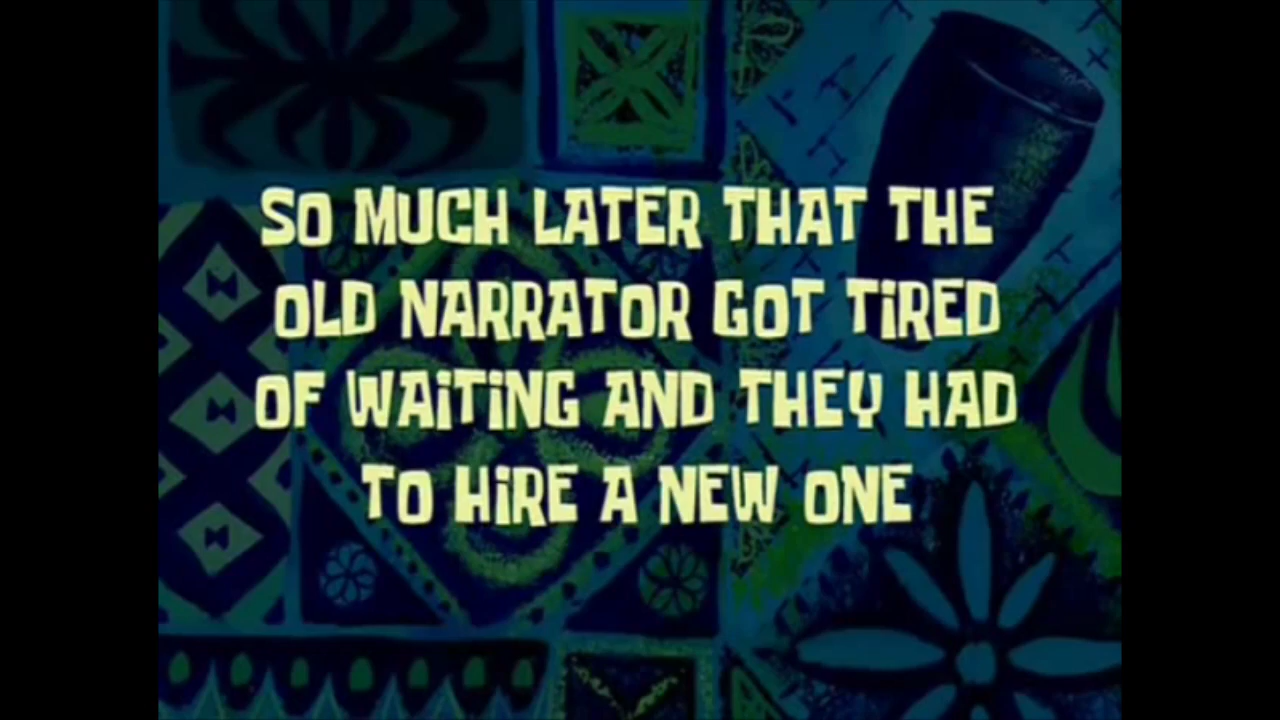 SO MUCH LATER THAT THE
OLD NARRATOR GOT TiRED
OF WAiTiNG AND THEY HAD
TO HiRE A NEW ONE